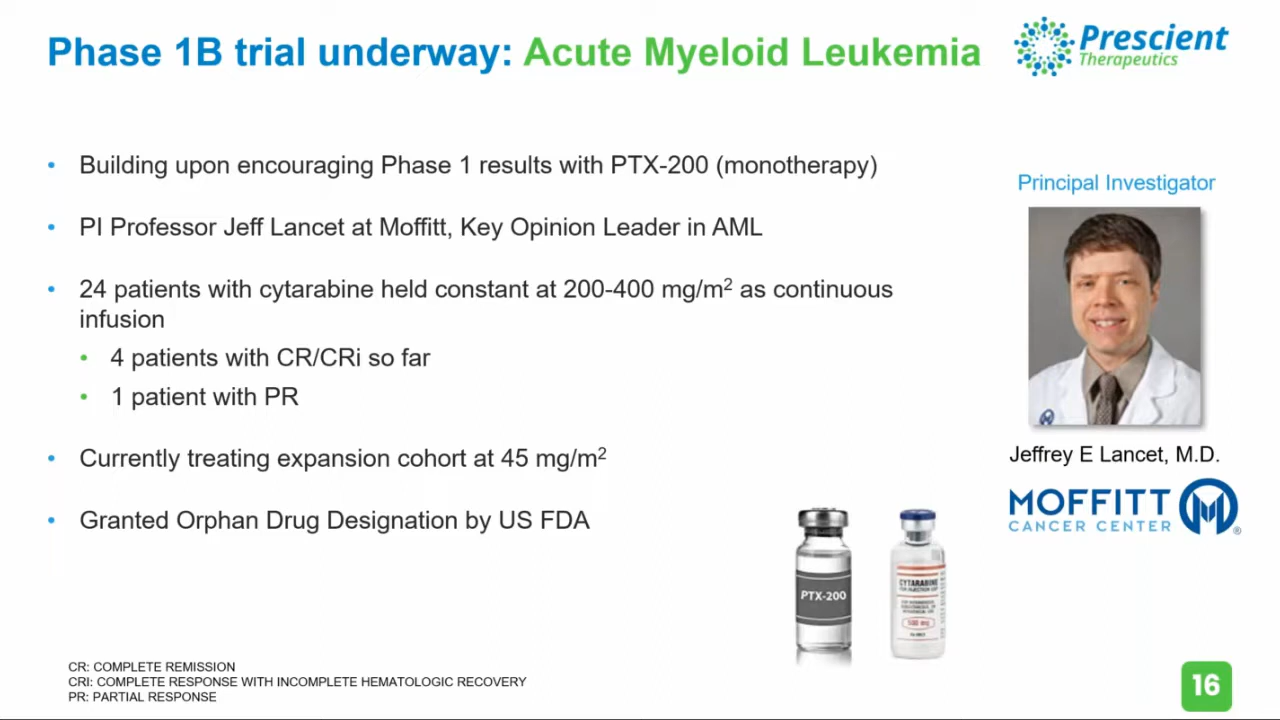 Phase 1B trial underway: Acute Myeloid Leukemia
Prescient
Therapeutics
• Building upon encouraging Phase 1 results with PTX-200 (monotherapy)
• PI Professor Jeff Lancet at Moffitt, Key Opinion Leader in AML
• 24 patients with cytarabine held constant at 200-400 mg/m² as continuous
infusion
• 4 patients with CR/CRi so far
• 1 patient with PR
• Currently treating expansion cohort at 45 mg/m²
• Granted Orphan Drug Designation by US FDA
Principal Investigator
Jeffrey E Lancet, M.D.
MOFFITT
CANCER CENTER ®
PTX-200
CYTARABINE
500 mg
CR: COMPLETE REMISSION
CRI: COMPLETE RESPONSE WITH INCOMPLETE HEMATOLOGIC RECOVERY
PR: PARTIAL RESPONSE
16